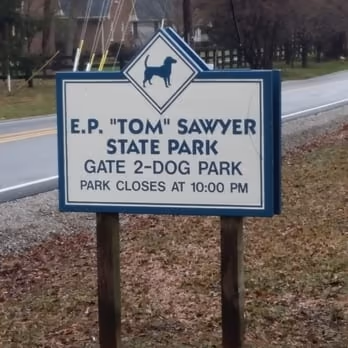 E.P. "TOM" SAWYER
STATE PARK
GATE 2-DOG PARK
PARK CLOSES AT 10:00 PM